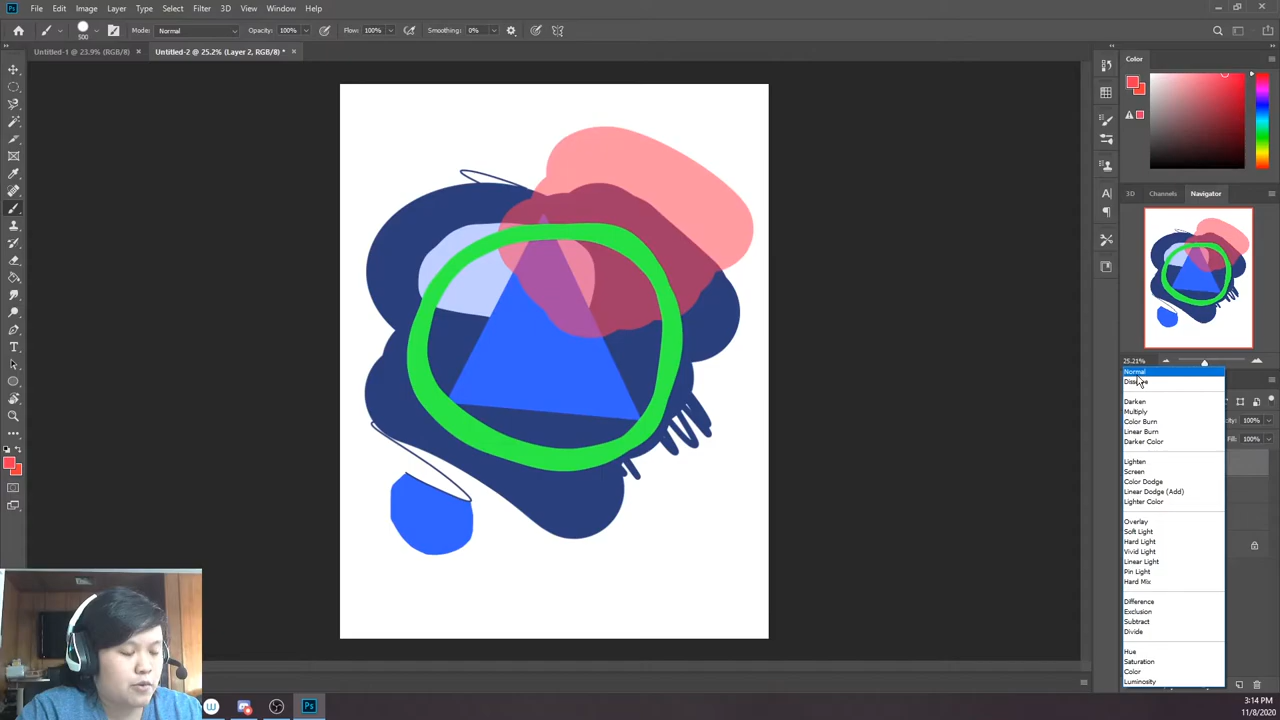 Ps File Edit Image Layer Type Select Filter 3D View Window Help
500 Mode: Normal Opacity: 100% Flow: 100% Smoothing: 0%
Untitled-1 @ 23.9% (RGB/8) × Untitled-2 @ 25.2% (Layer 2, RGB/8) * ×
Color
3D Channels Navigator
25.21%
Normal
Dissolve
Darken
Multiply
Color Burn
Linear Burn
Darker Color
Lighten
Screen
Color Dodge
Linear Dodge (Add)
Lighter Color
Overlay
Soft Light
Hard Light
Vivid Light
Linear Light
Pin Light
Hard Mix
Difference
Exclusion
Subtract
Divide
Hue
Saturation
Color
Luminosity
100%
Fill: 100%
Ps
3:14 PM
11/8/2020